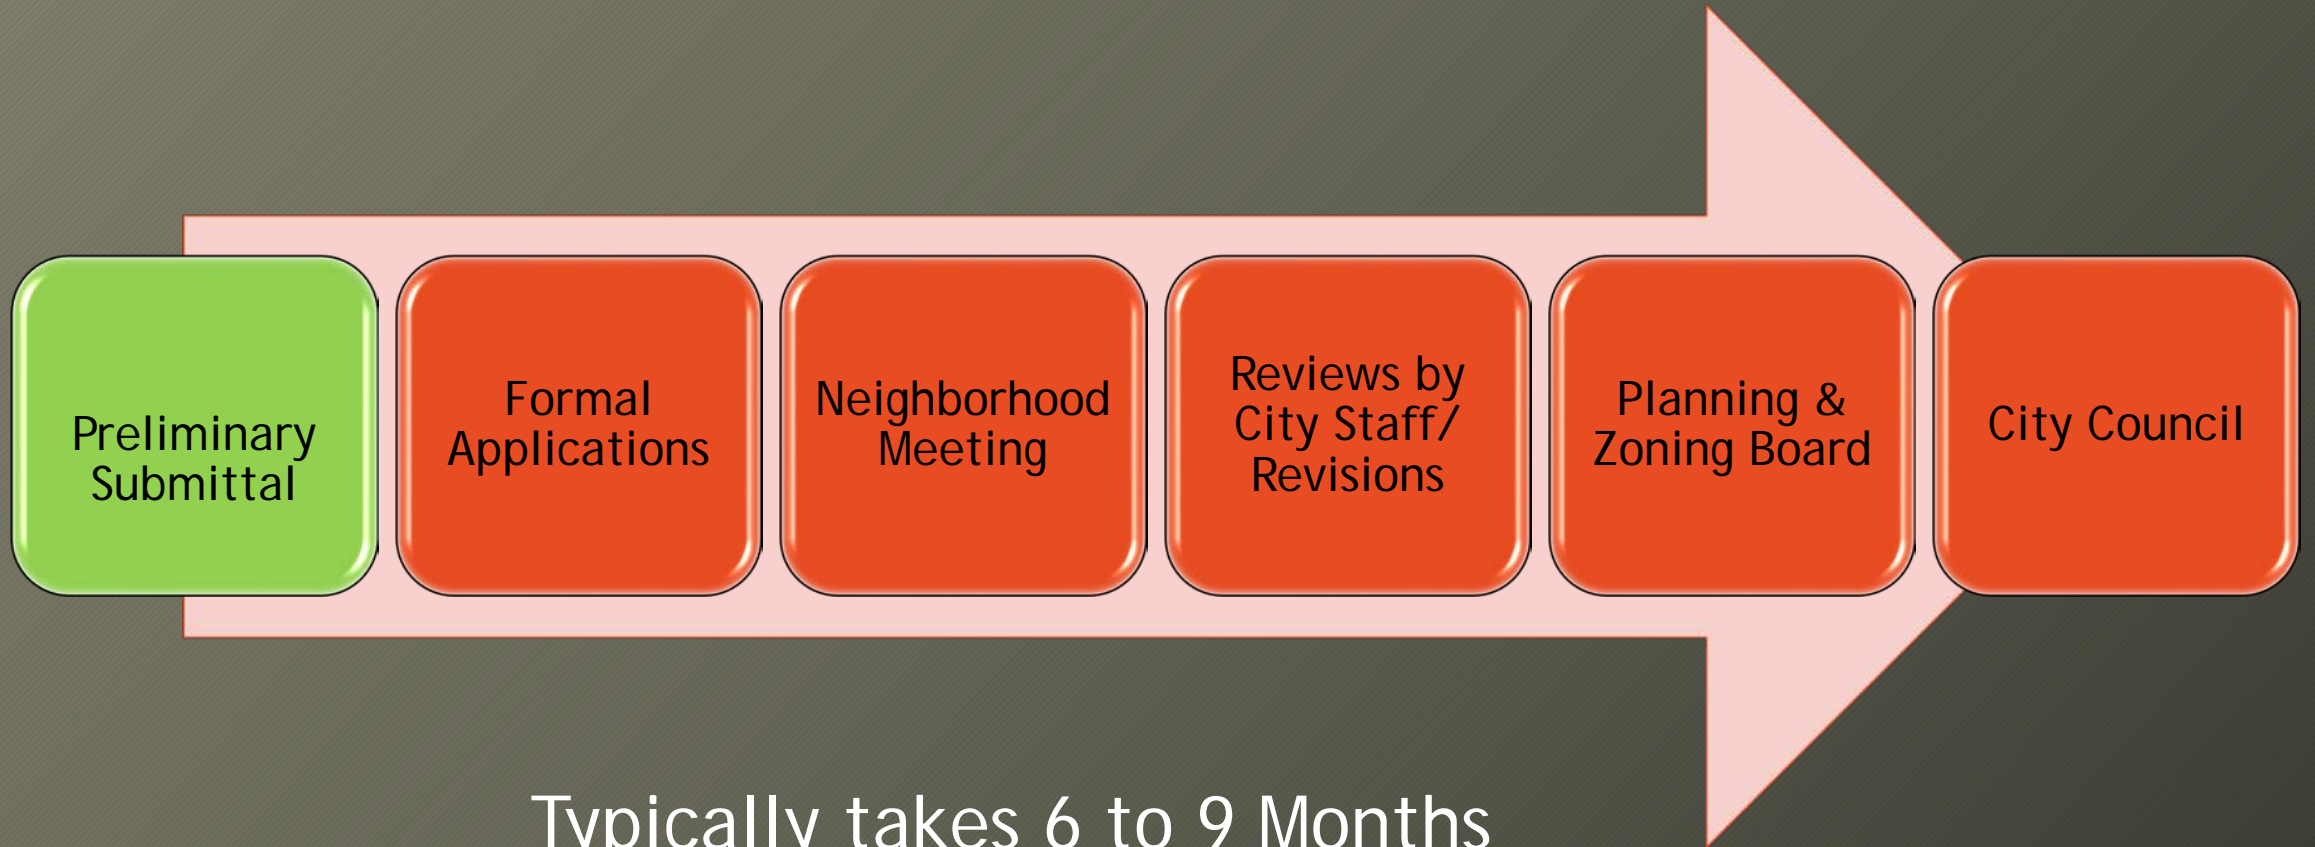 Preliminary
Submittal
Formal
Applications
Neighborhood
Meeting
Reviews by
City Staff/
Revisions
Planning &
Zoning Board
City Council
Typically takes 6 to 9 Months